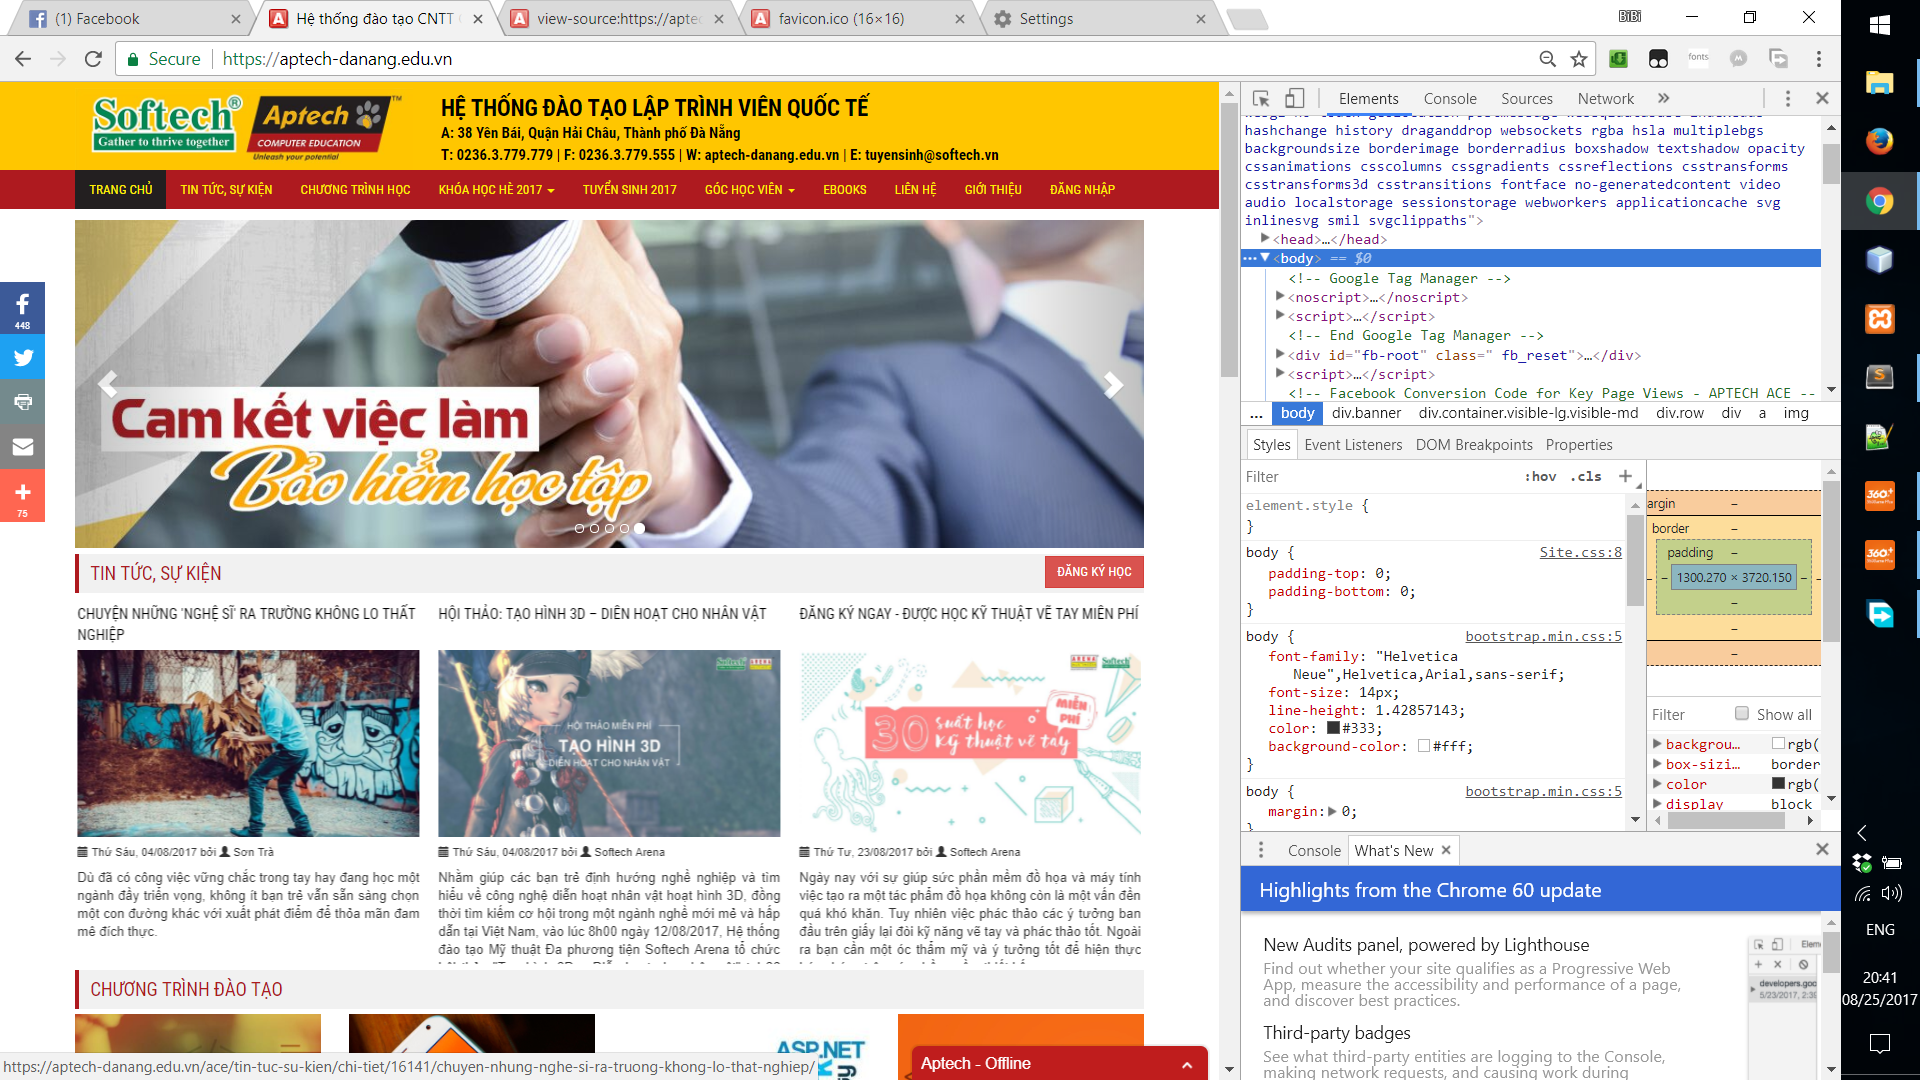 (1) Facebook
Hệ thống đào tạo CNTT
view-source:https://apte
favicon.ico (16×16)
Settings
BiBi
Secure
https://aptech-danang.edu.vn
fonts
Softech®
Gather to thrive together
Aptech
COMPUTER EDUCATION
Unleash your potential
HỆ THỐNG ĐÀO TẠO LẬP TRÌNH VIÊN QUỐC TẾ
A: 38 Yên Bái, Quận Hải Châu, Thành phố Đà Nẵng
T: 0236.3.779.779 | F: 0236.3.779.555 | W: aptech-danang.edu.vn | E: tuyensinh@softech.vn
TRANG CHỦ
TIN TỨC, SỰ KIỆN
CHƯƠNG TRÌNH HỌC
KHÓA HỌC HÈ 2017
TUYỂN SINH 2017
GÓC HỌC VIÊN
EBOOKS
LIÊN HỆ
GIỚI THIỆU
ĐĂNG NHẬP
448
75
Cam kết việc làm
Bảo hiểm học tập
TIN TỨC, SỰ KIỆN
ĐĂNG KÝ HỌC
CHUYỆN NHỮNG 'NGHỆ SĨ' RA TRƯỜNG KHÔNG LO THẤT
NGHIỆP
Thứ Sáu, 04/08/2017 bởi Sơn Trà
Dù đã có công việc vững chắc trong tay hay đang học một
ngành đầy triển vọng, không ít bạn trẻ vẫn sẵn sàng chọn
một con đường khác với xuất phát điểm để thỏa mãn đam
mê đích thực.
HỘI THẢO: TẠO HÌNH 3D – DIỄN HOẠT CHO NHÂN VẬT
Softech
ARENA
HỘI THẢO MIỄN PHÍ
TẠO HÌNH 3D
DIỄN HOẠT CHO NHÂN VẬT
Thứ Sáu, 04/08/2017 bởi Softech Arena
Nhằm giúp các bạn trẻ định hướng nghề nghiệp và tìm
hiểu về công nghệ diễn hoạt nhân vật hoạt hình 3D, đồng
thời tìm kiếm cơ hội trong một ngành nghề mới mẻ và hấp
dẫn tại Việt Nam, vào lúc 8h00 ngày 12/08/2017, Hệ thống
đào tạo Mỹ thuật Đa phương tiện Softech Arena tổ chức
ĐĂNG KÝ NGAY - ĐƯỢC HỌC KỸ THUẬT VẼ TAY MIỄN PHÍ
ARENA
Softech
MIỄN PHÍ
30 suất học
kỹ thuật vẽ tay
Thứ Tư, 23/08/2017 bởi Softech Arena
Ngày nay với sự giúp sức phần mềm đồ họa và máy tính
việc tạo ra một tác phẩm đồ họa không còn là một vấn đền
quá khó khăn. Tuy nhiên việc phác thảo các ý tưởng ban
đầu trên giấy lại đòi kỹ năng vẽ tay và phác thảo tốt. Ngoài
ra bạn cần một óc thẩm mỹ và ý tưởng tốt để hiện thực
CHƯƠNG TRÌNH ĐÀO TẠO
ASP.NET
Aptech - Offline
https://aptech-danang.edu.vn/ace/tin-tuc-su-kien/chi-tiet/16141/chuyen-nhung-nghe-si-ra-truong-khong-lo-that-nghiep/
Elements
Console
Sources
Network
hashchange history draganddrop websockets rgba hsla multiplebgs
backgroundsize borderimage borderradius boxshadow textshadow opacity
cssanimations csscolumns cssgradients cssreflections csstransforms
csstransforms3d csstransitions fontface no-generatedcontent video
audio localstorage sessionstorage webworkers applicationcache svg
inlinesvg smil svgclippaths">
<head>…</head>
<body> == $0
<!-- Google Tag Manager -->
<noscript>…</noscript>
<script>…</script>
<!-- End Google Tag Manager -->
<div id="fb-root" class=" fb_reset">…</div>
<script>…</script>
<!-- Facebook Conversion Code for Key Page Views - APTECH ACE --
... body div.banner div.container.visible-lg.visible-md div.row div a img
Styles
Event Listeners
DOM Breakpoints
Properties
Filter
:hov .cls +
element.style {
}
body {
Site.css:8
padding-top: 0;
padding-bottom: 0;
}
body {
bootstrap.min.css:5
font-family: "Helvetica
Neue",Helvetica,Arial,sans-serif;
font-size: 14px;
line-height: 1.42857143;
color: #333;
background-color: #fff;
}
body {
bootstrap.min.css:5
margin: 0;
}
argin –
border –
padding –
– 1300.270 × 3720.150 –
–
–
–
Filter
Show all
backgrou…
rgb(
box-sizi…
border
color
rgb(
display
block
Console
What's New
Highlights from the Chrome 60 update
New Audits panel, powered by Lighthouse
Find out whether your site qualifies as a Progressive Web
App, measure the accessibility and performance of a page,
and discover best practices.
Third-party badges
See what third-party entities are logging to the Console,
making network requests, and causing work during
Elem
developers.goo
5/23/2017, 2:39
360°
360°
ENG
20:41
08/25/2017